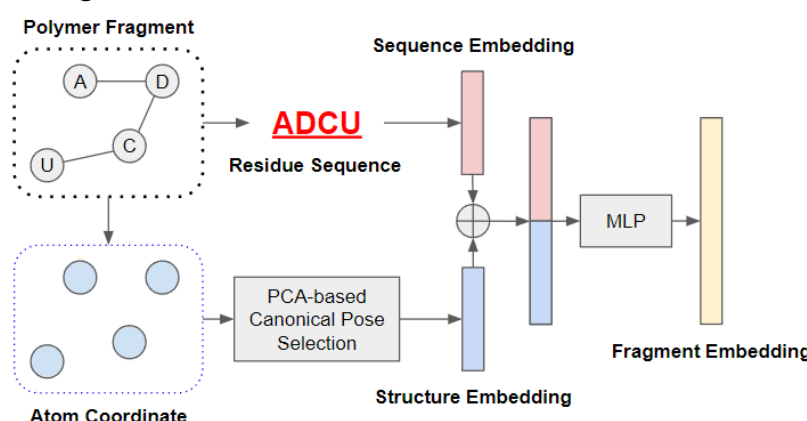 Polymer Fragment
A
D
C
U
ADCU
Residue Sequence
Sequence Embedding
MLP
PCA-based
Canonical Pose
Selection
Structure Embedding
Fragment Embedding
Atom Coordinate